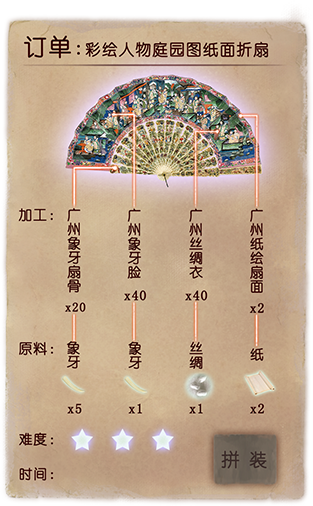 订单:彩绘人物庭园图纸面折扇
加工:
广州象牙扇骨
x20
广州象牙脸
x40
广州丝绸衣
x40
广州纸绘扇面
x2
原料:
象牙
x5
象牙
x1
丝绸
x1
纸
x2
难度:
时间:
拼装